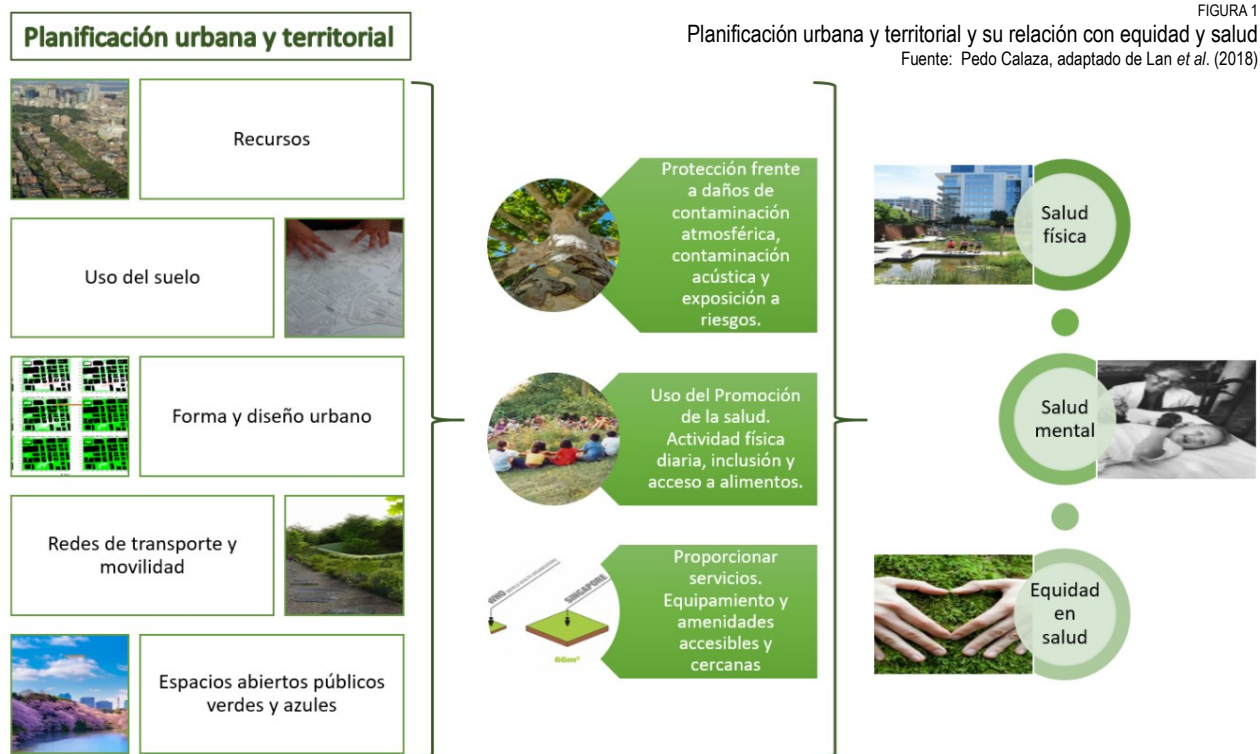 Planificación urbana y territorial
FIGURA 1
Planificación urbana y territorial y su relación con equidad y salud
Fuente: Pedo Calaza, adaptado de Lan et al. (2018)
Recursos
Uso del suelo
Forma y diseño urbano
Redes de transporte y
movilidad
Espacios abiertos públicos
verdes y azules
Protección frente
a daños de
contaminación
atmosférica,
contaminación
acústica y
exposición a
riesgos.
Uso del Promoción
de la salud.
Actividad física
diaria, inclusión y
acceso a alimentos.
WHO
SINGAPORE
66m²
Proporcionar
servicios.
Equipamiento y
amenidades
accesibles y
cercanas
Salud
física
Salud
mental
Equidad
en
salud